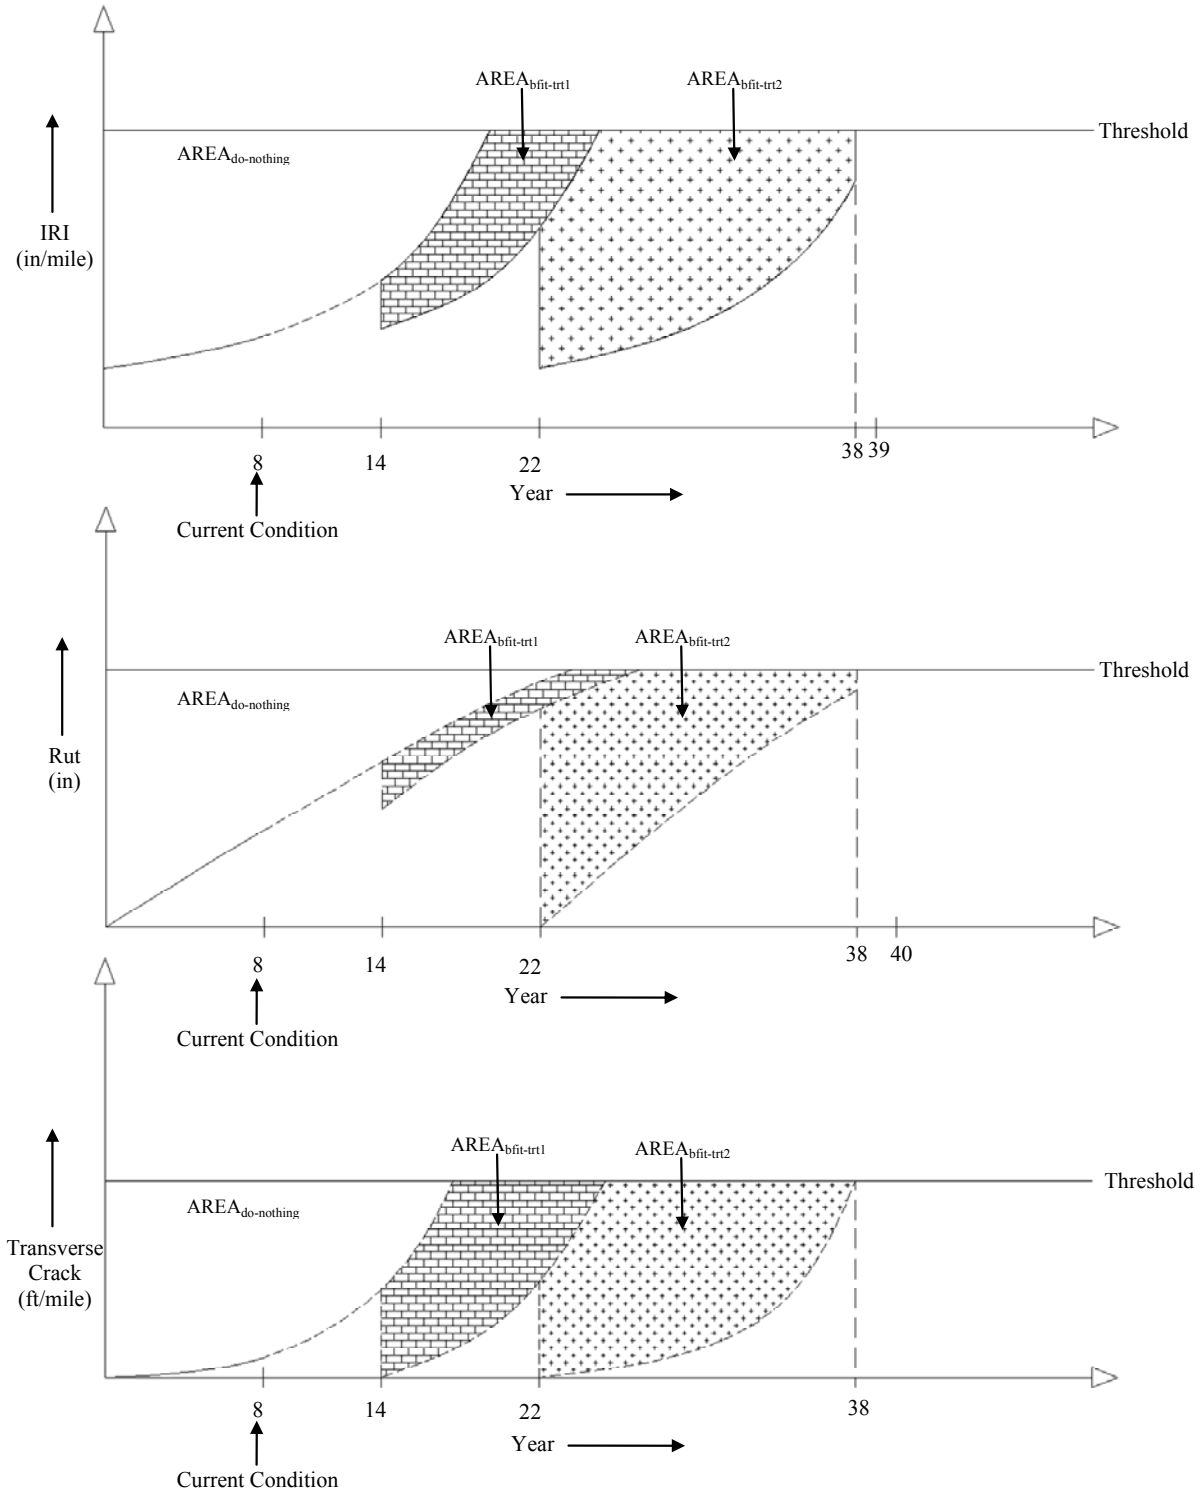 AREAbfit-trt1 AREAbfit-trt2
Threshold
AREAdo-nothing
IRI
(in/mile)
8 14 22 38 39
Year
Current Condition
AREAbfit-trt1 AREAbfit-trt2
Threshold
AREAdo-nothing
Rut
(in)
8 14 22 38 40
Year
Current Condition
AREAbfit-trt1 AREAbfit-trt2
Threshold
AREAdo-nothing
Transverse
Crack
(ft/mile)
8 14 22 38
Year
Current Condition